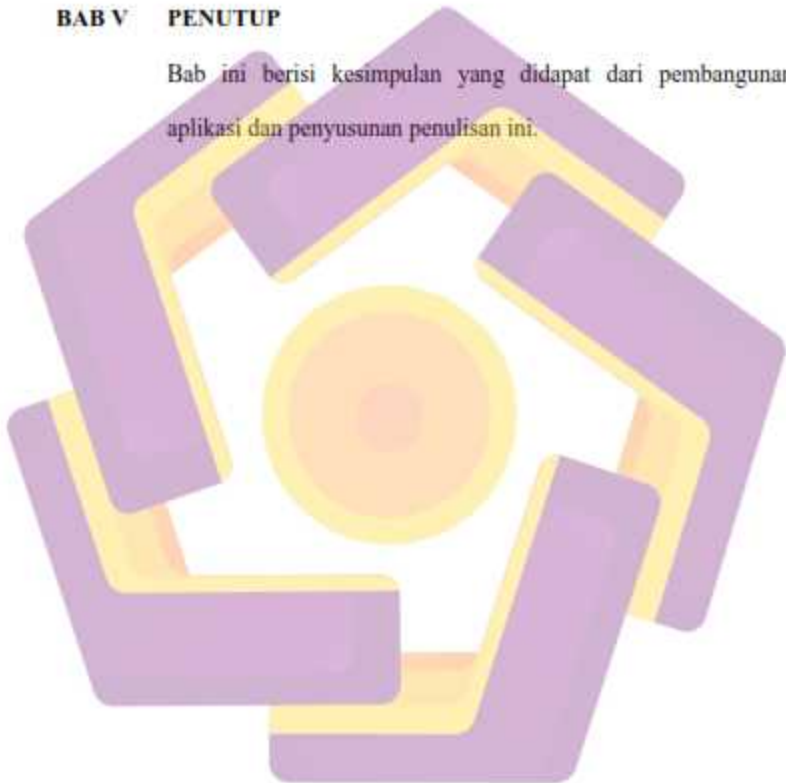 BAB V PENUTUP
Bab ini berisi kesimpulan yang didapat dari pembangunan
aplikasi dan penyusunan penulisan ini.